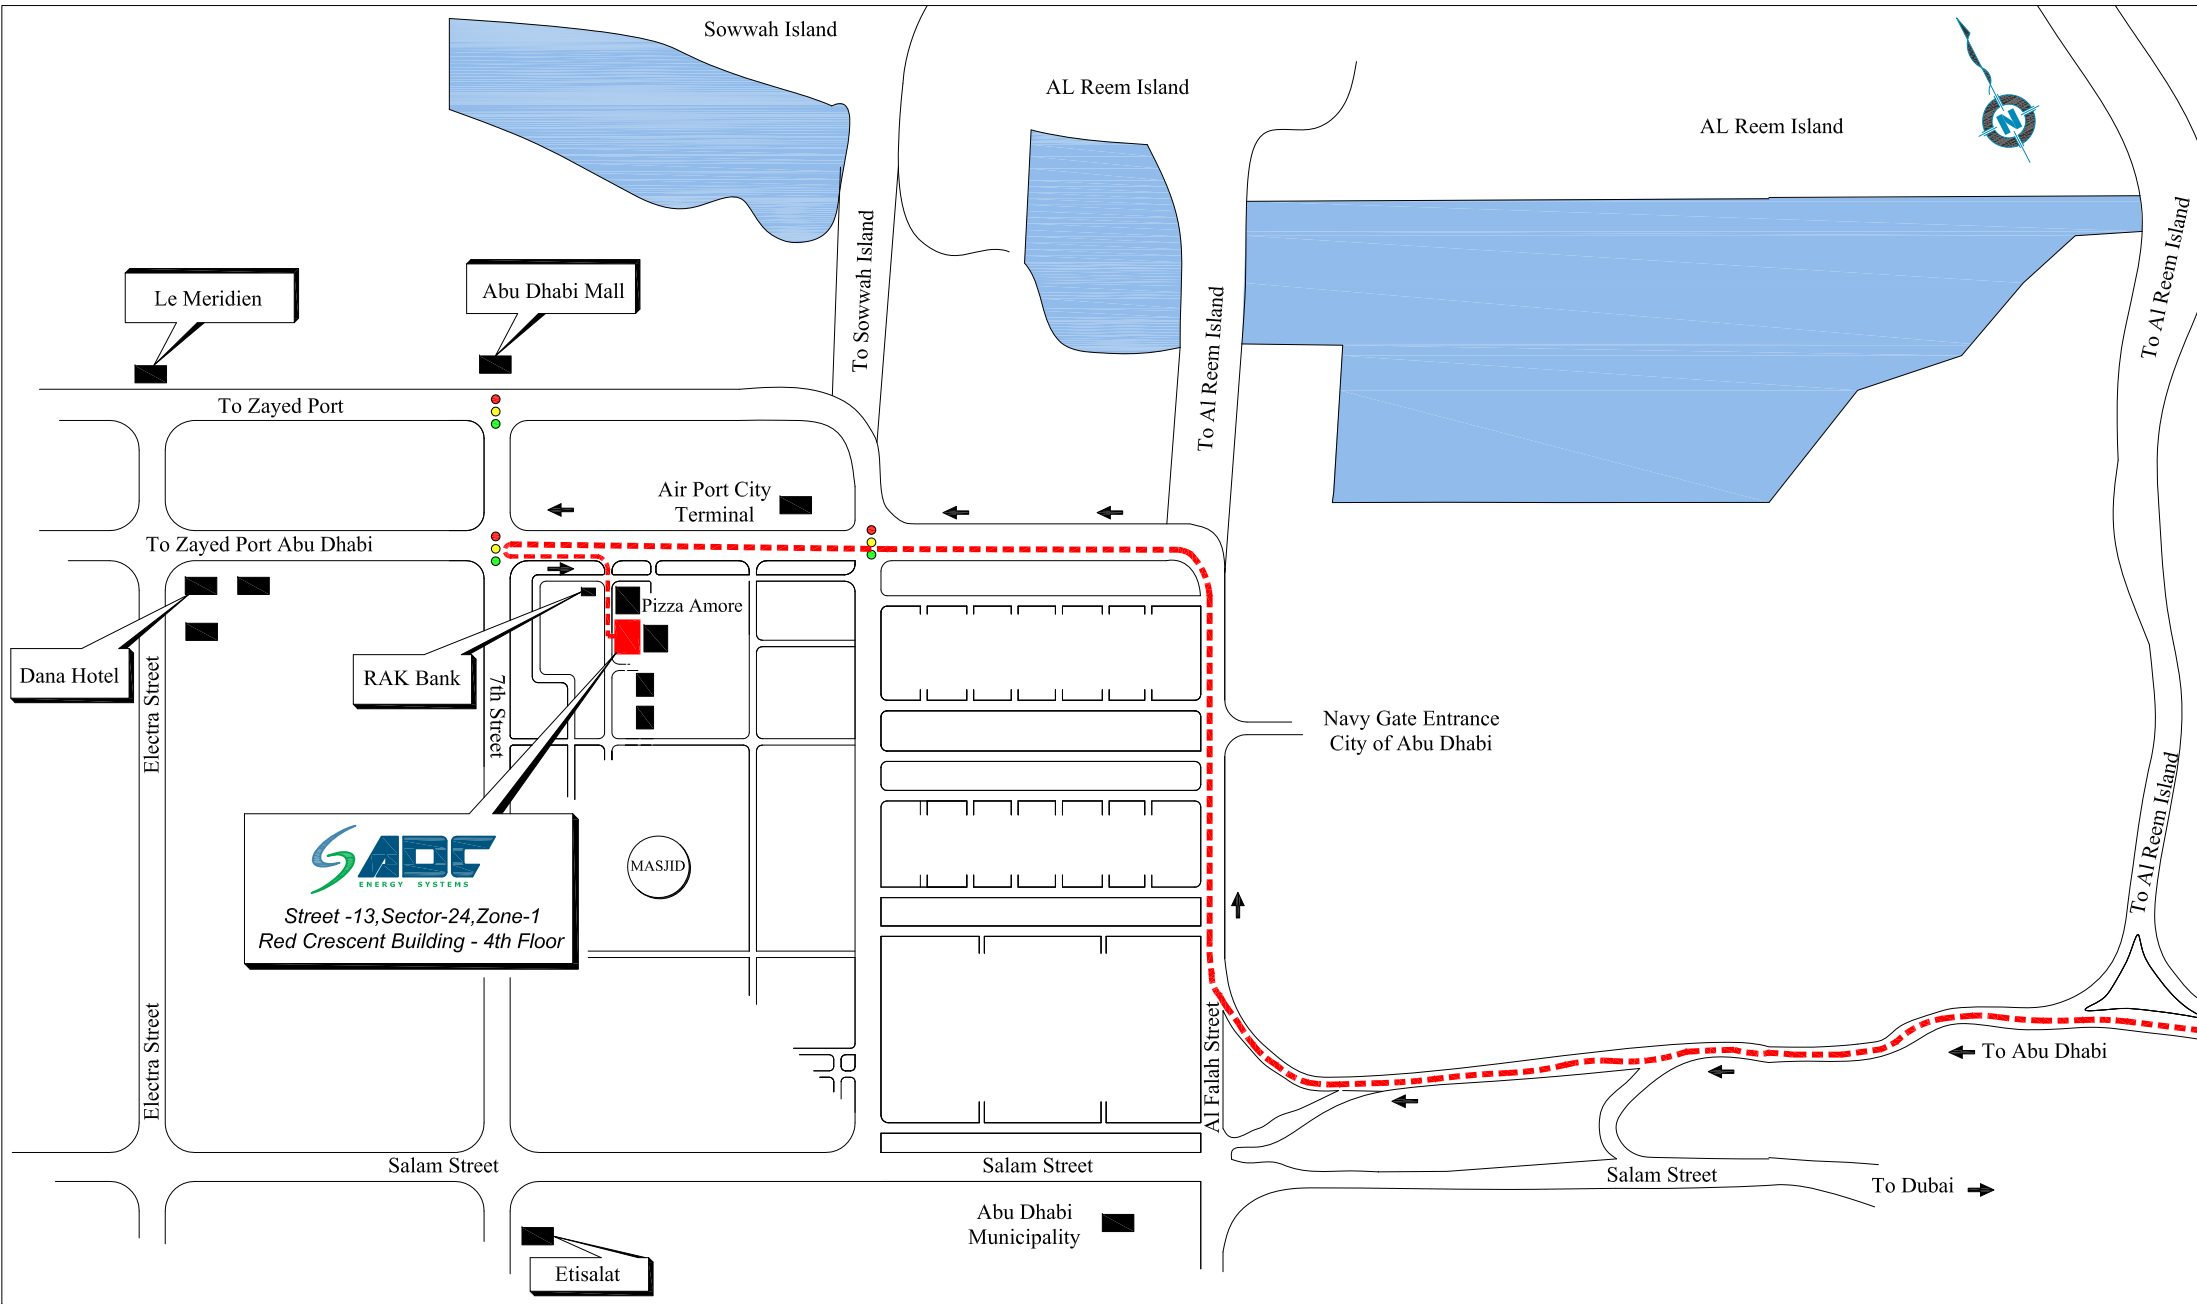 Sowwah Island
AL Reem Island
AL Reem Island
N
To Sowwah Island
To Al Reem Island
To Al Reem Island
Le Meridien
Abu Dhabi Mall
To Zayed Port
Air Port City
Terminal
To Zayed Port Abu Dhabi
Pizza Amore
Dana Hotel
RAK Bank
Electra Street
7th Street
Navy Gate Entrance
City of Abu Dhabi
To Al Reem Island
ADC
ENERGY SYSTEMS
Street -13,Sector-24,Zone-1
Red Crescent Building - 4th Floor
MASJID
Electra Street
Al Falah Street
To Abu Dhabi
Salam Street
Salam Street
Salam Street
To Dubai
Abu Dhabi
Municipality
Etisalat